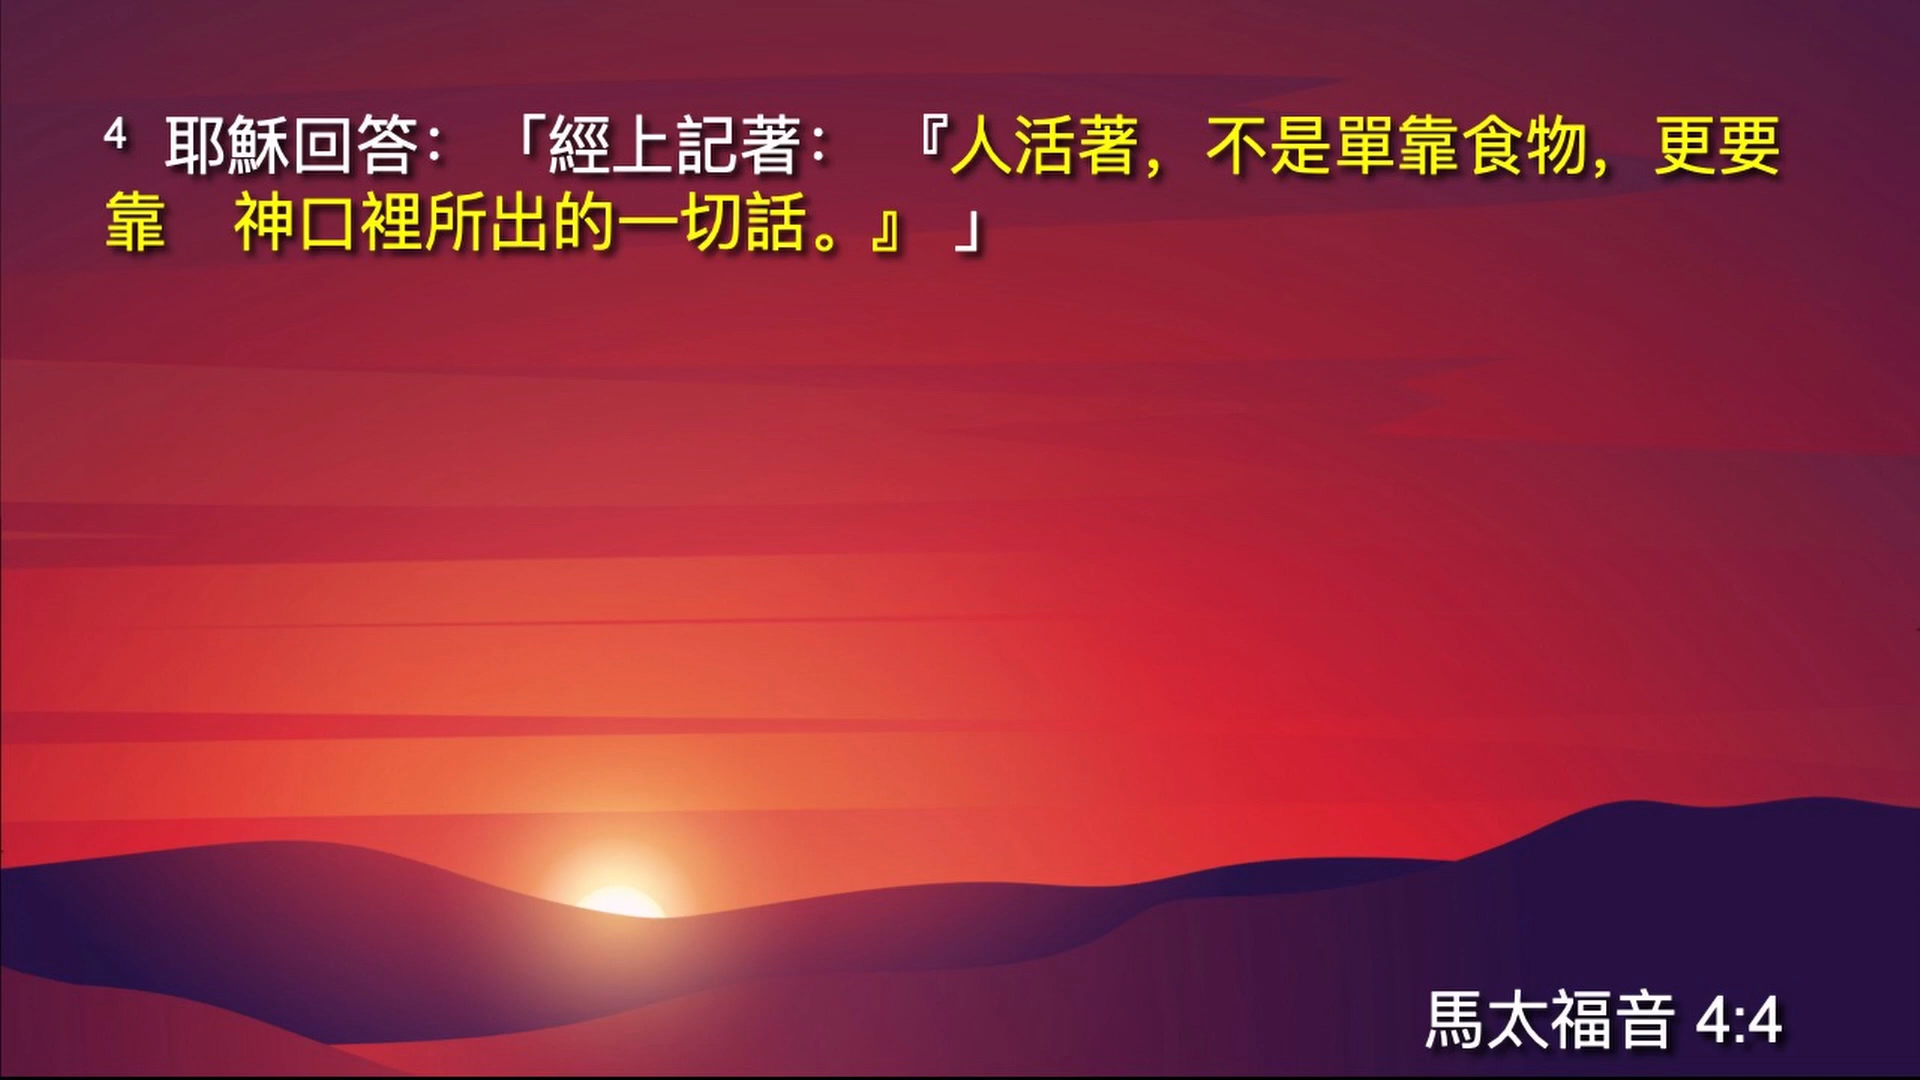 4 耶穌回答：「經上記著：『人活著，不是單靠食物，更要
靠　神口裡所出的一切話。』」
馬太福音 4:4